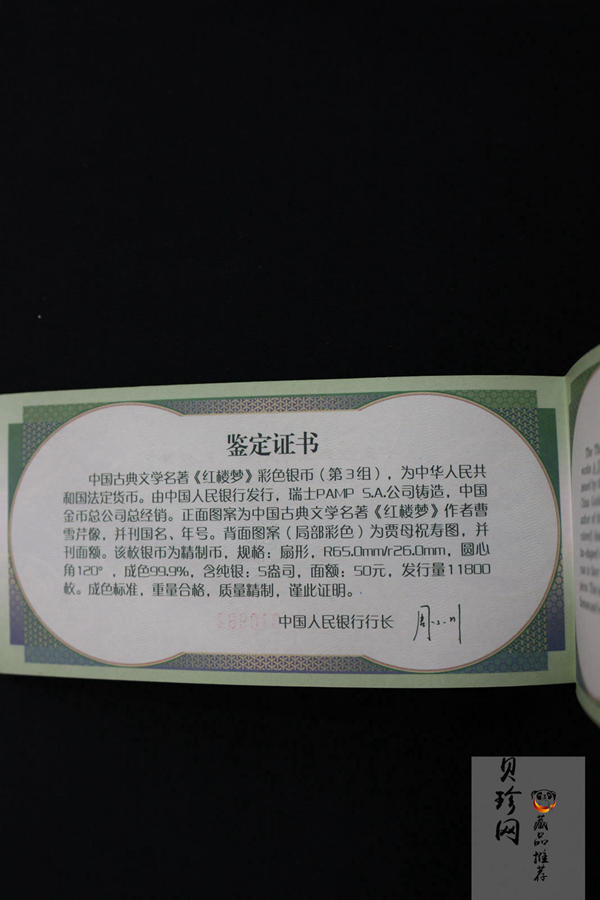 鉴定证书
中国古典文学名著《红楼梦》彩色银币（第3组），为中华人民共
和国法定货币。由中国人民银行发行，瑞士PAMP S.A.公司铸造，中国
金币总公司总经销。正面图案为中国古典文学名著《红楼梦》作者曹
雪芹像，并刊国名、年号。背面图案（局部彩色）为贾母祝寿图，并
刊面额。该枚银币为精制币，规格：扇形，R65.0mm/r26.0mm，圆心
角120°，成色99.9%，含纯银：5盎司，面额：50元，发行量11800
枚。成色标准，重量合格，质量精制，谨此证明。
中国人民银行行长
贝珍网
藏品推荐